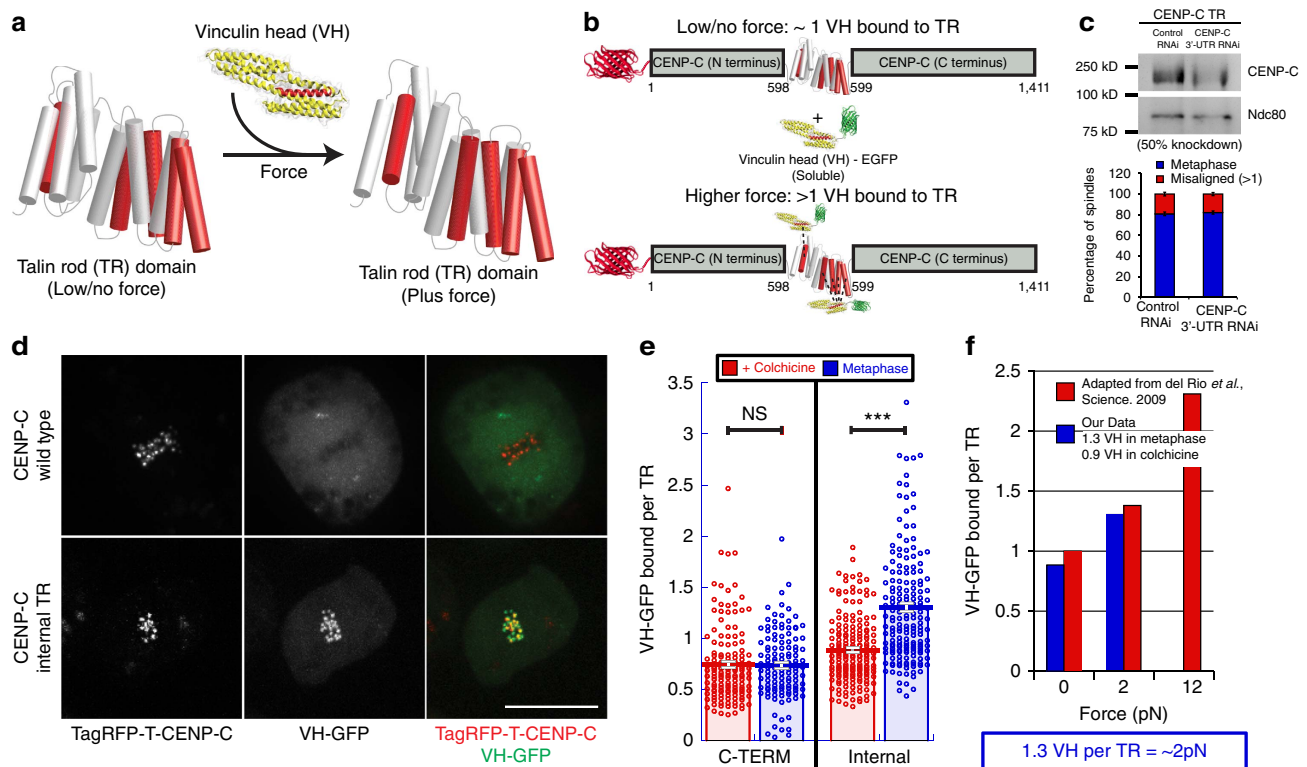 a
Vinculin head (VH)
Force
Talin rod (TR) domain
(Low/no force)
Talin rod (TR) domain
(Plus force)
b
Low/no force: ~ 1 VH bound to TR
CENP-C (N terminus)
CENP-C (C terminus)
1
598
599
1,411
+
Vinculin head (VH) - EGFP
(Soluble)
Higher force: >1 VH bound to TR
CENP-C (N terminus)
CENP-C (C terminus)
1
598
599
1,411
c
CENP-C TR
Control
RNAi
CENP-C
3'-UTR RNAi
250 kD
100 kD
75 kD
CENP-C
Ndc80
(50% knockdown)
Metaphase
Misaligned (>1)
Percentage of spindles
120
100
80
60
40
20
0
Control
RNAi
CENP-C
3'-UTR RNAi
d
CENP-C
wild type
CENP-C
internal TR
TagRFP-T-CENP-C
VH-GFP
TagRFP-T-CENP-C
VH-GFP
e
+ Colchicine
Metaphase
VH-GFP bound per TR
3.5
3
2.5
2
1.5
1
0.5
0
NS
***
C-TERM
Internal
f
Adapted from del Rio et al.,
Science. 2009
Our Data
1.3 VH in metaphase
0.9 VH in colchicine
VH-GFP bound per TR
2.5
2
1.5
1
0.5
0
0
2
12
Force (pN)
1.3 VH per TR = ~2pN